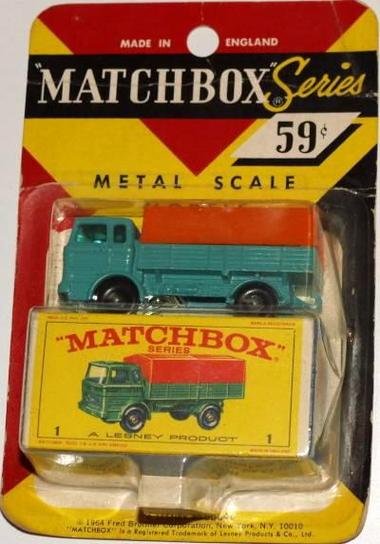 MADE IN ENGLAND
"MATCHBOX" Series
®
59¢
METAL SCALE
"MATCHBOX"
SERIES
1 1
A LESNEY PRODUCT
© 1964 Fred Bronner Corporation, New York, N.Y. 10010
"MATCHBOX" is a Registered Trademark of Lesney Products & Co., Ltd.